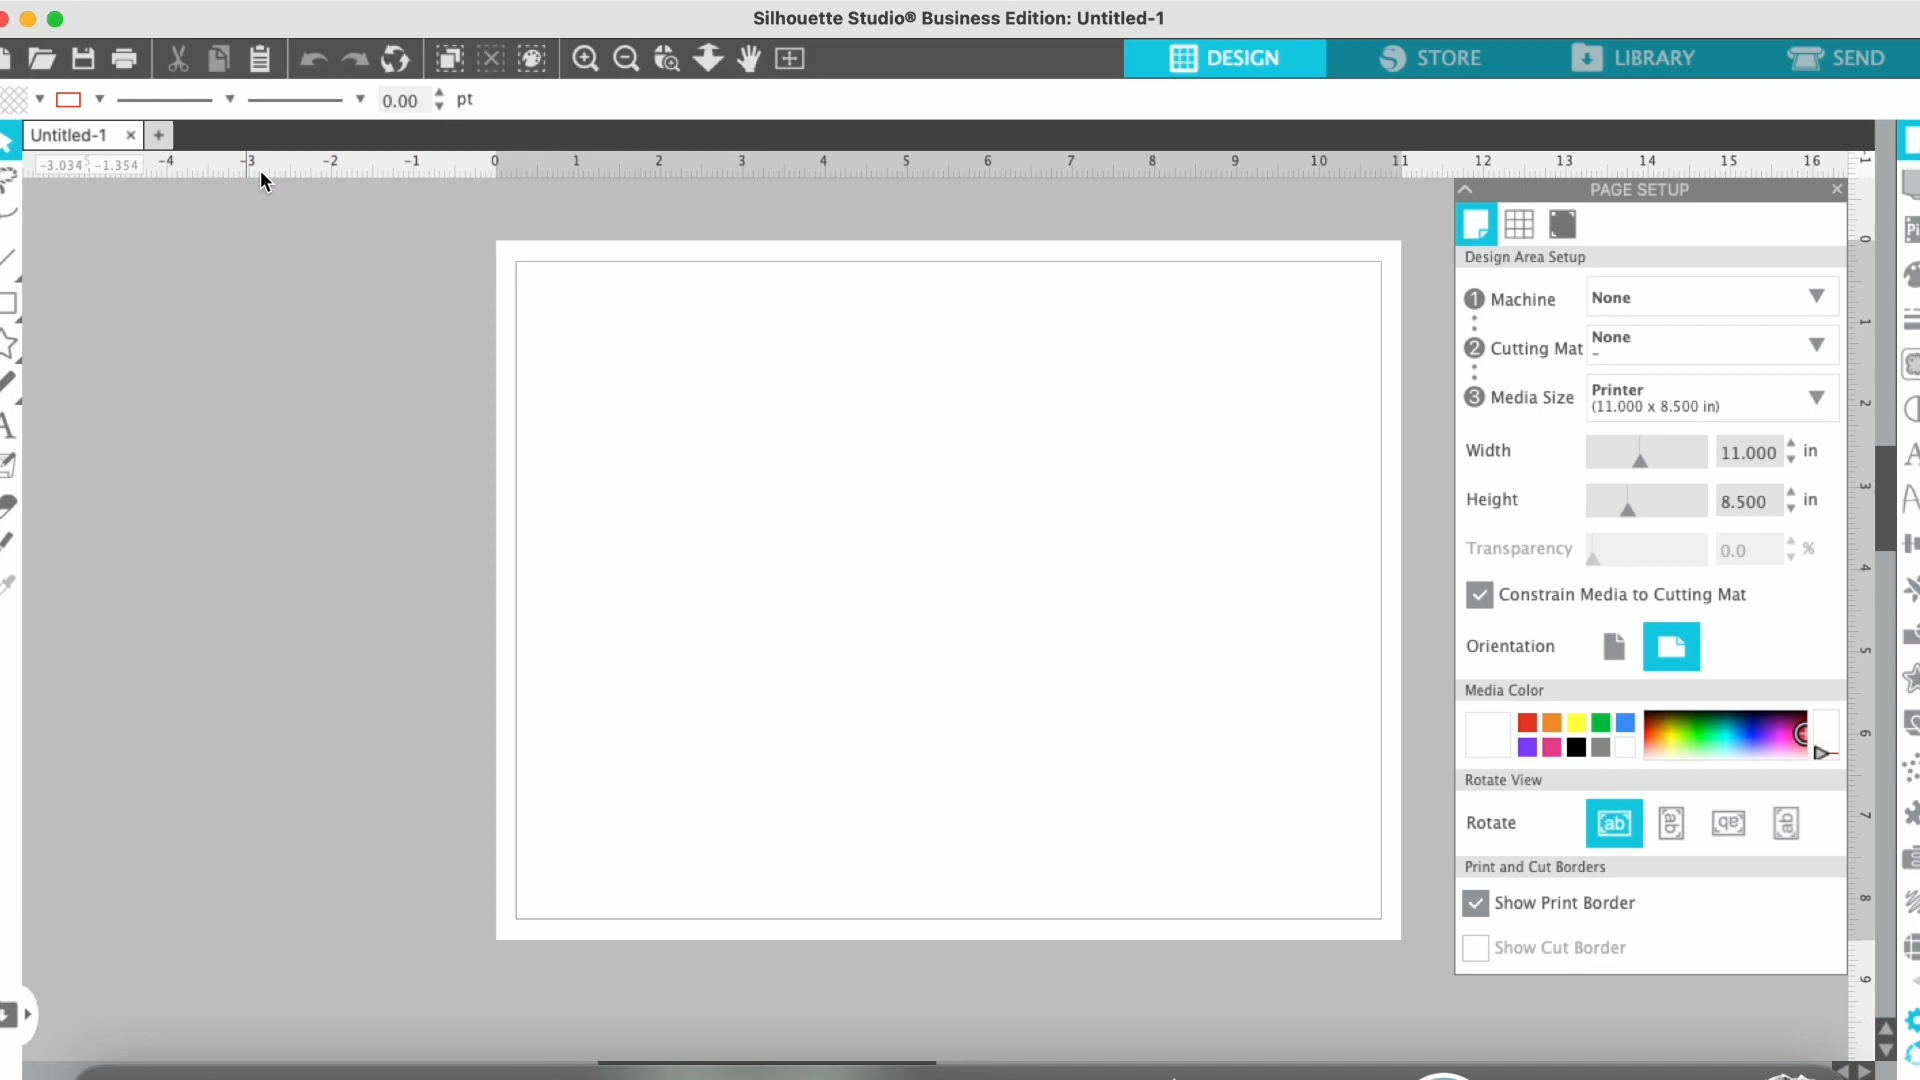 Silhouette Studio® Business Edition: Untitled-1
DESIGN
STORE
LIBRARY
SEND
0.00 pt
Untitled-1 × +
-3.034, -1.354
-4 -3 -2 -1 0 1 2 3 4 5 6 7 8 9 10 11 12 13 14 15 16
PAGE SETUP
Design Area Setup
1 Machine None
2 Cutting Mat None
–
3 Media Size Printer
(11.000 x 8.500 in)
Width 11.000 in
Height 8.500 in
Transparency 0.0 %
Constrain Media to Cutting Mat
Orientation
Media Color
Rotate View
Rotate ab ab ab ab
Print and Cut Borders
Show Print Border
Show Cut Border
-1
0
1
2
3
4
5
6
7
8
9